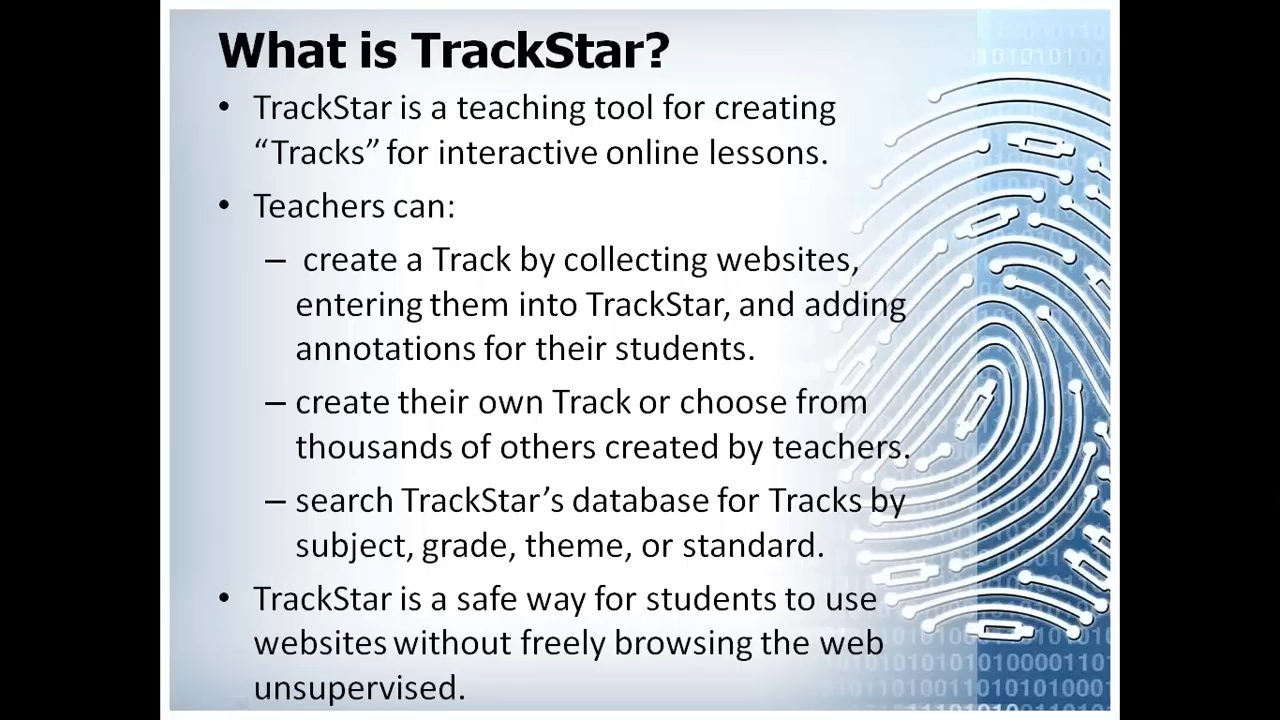 What is TrackStar?
• TrackStar is a teaching tool for creating
“Tracks” for interactive online lessons.
• Teachers can:
– create a Track by collecting websites,
entering them into TrackStar, and adding
annotations for their students.
– create their own Track or choose from
thousands of others created by teachers.
– search TrackStar’s database for Tracks by
subject, grade, theme, or standard.
• TrackStar is a safe way for students to use
websites without freely browsing the web
unsupervised.